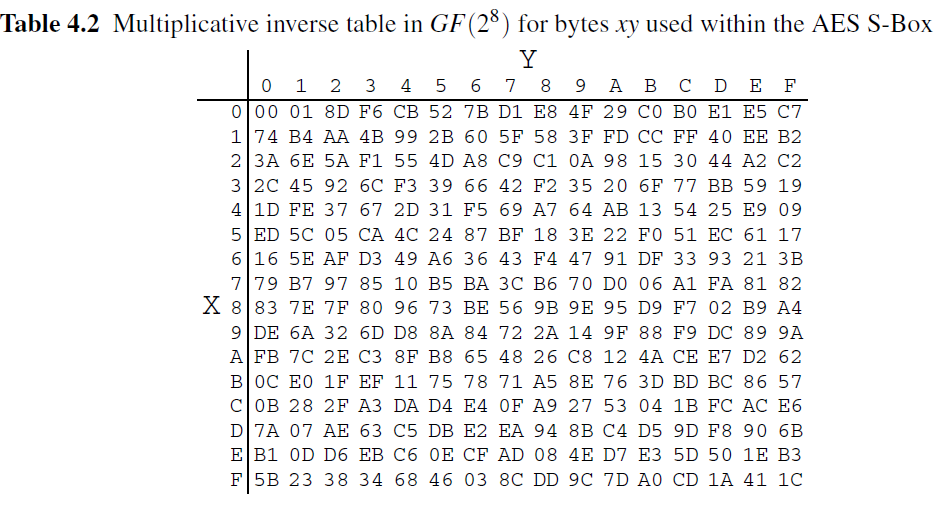 Table 4.2 Multiplicative inverse table in GF(2⁸) for bytes xy used within the AES S-Box
Y
0 1 2 3 4 5 6 7 8 9 A B C D E F
0 00 01 8D F6 CB 52 7B D1 E8 4F 29 C0 B0 E1 E5 C7
1 74 B4 AA 4B 99 2B 60 5F 58 3F FD CC FF 40 EE B2
2 3A 6E 5A F1 55 4D A8 C9 C1 0A 98 15 30 44 A2 C2
3 2C 45 92 6C F3 39 66 42 F2 35 20 6F 77 BB 59 19
4 1D FE 37 67 2D 31 F5 69 A7 64 AB 13 54 25 E9 09
5 ED 5C 05 CA 4C 24 87 BF 18 3E 22 F0 51 EC 61 17
6 16 5E AF D3 49 A6 36 43 F4 47 91 DF 33 93 21 3B
7 79 B7 97 85 10 B5 BA 3C B6 70 D0 06 A1 FA 81 82
X 8 83 7E 7F 80 96 73 BE 56 9B 9E 95 D9 F7 02 B9 A4
9 DE 6A 32 6D D8 8A 84 72 2A 14 9F 88 F9 DC 89 9A
A FB 7C 2E C3 8F B8 65 48 26 C8 12 4A CE E7 D2 62
B 0C E0 1F EF 11 75 78 71 A5 8E 76 3D BD BC 86 57
C 0B 28 2F A3 DA D4 E4 0F A9 27 53 04 1B FC AC E6
D 7A 07 AE 63 C5 DB E2 EA 94 8B C4 D5 9D F8 90 6B
E B1 0D D6 EB C6 0E CF AD 08 4E D7 E3 5D 50 1E B3
F 5B 23 38 34 68 46 03 8C DD 9C 7D A0 CD 1A 41 1C